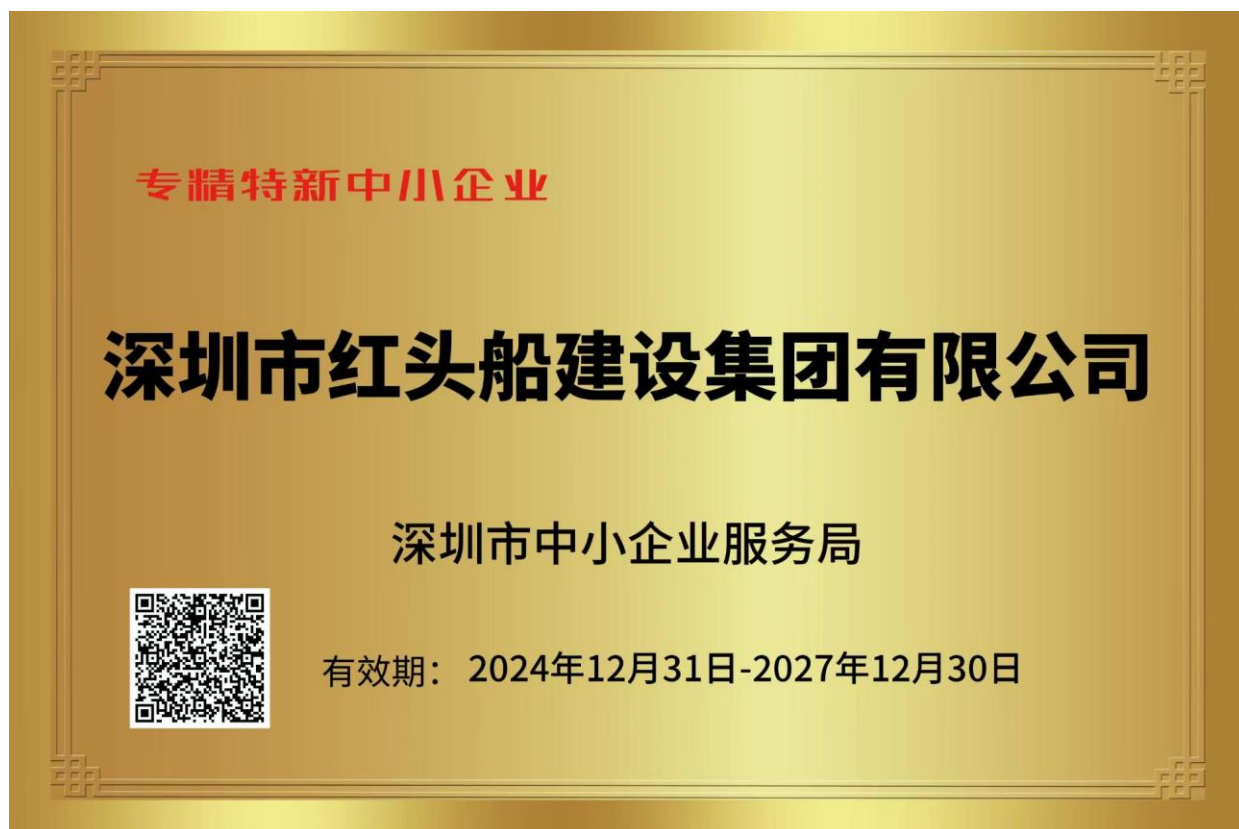 专精特新中小企业
深圳市红头船建设集团有限公司
深圳市中小企业服务局
有效期： 2024年12月31日-2027年12月30日